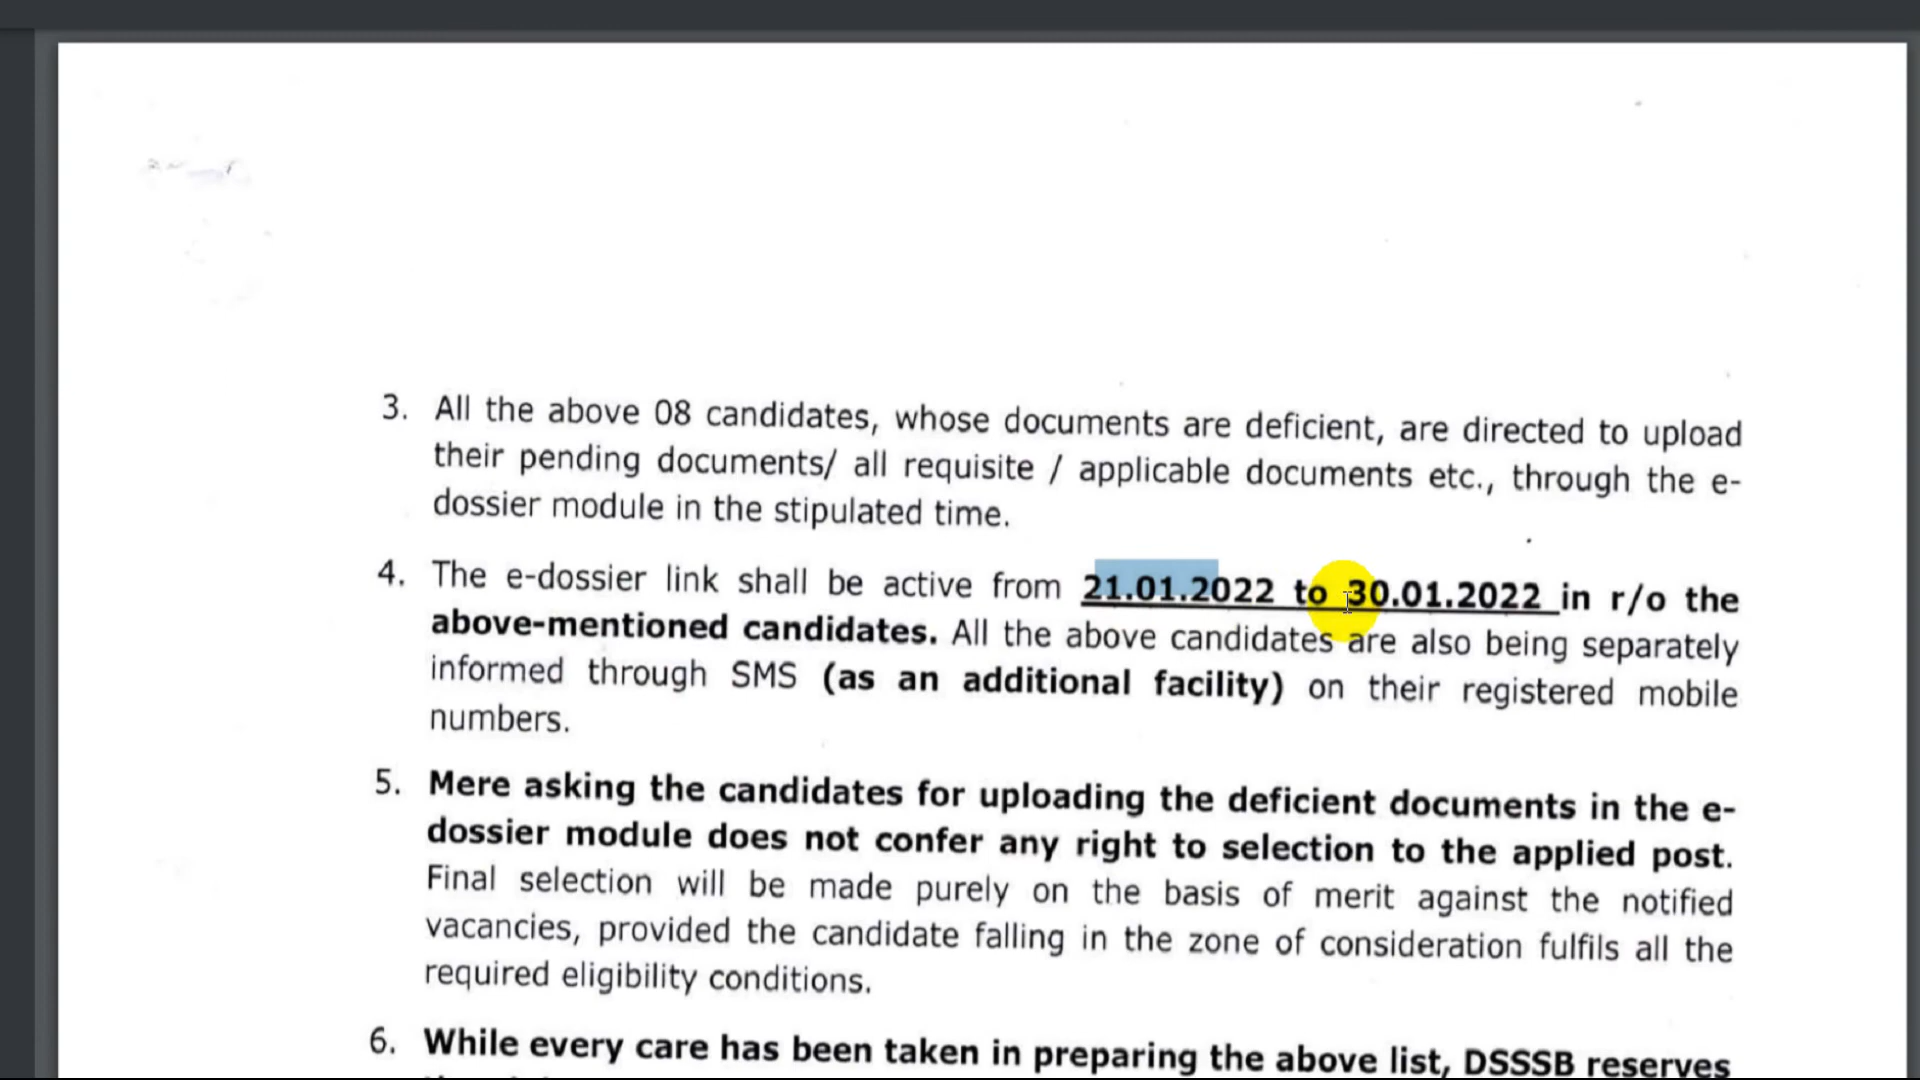 3. All the above 08 candidates, whose documents are deficient, are directed to upload
their pending documents/ all requisite / applicable documents etc., through the e-
dossier module in the stipulated time.
4. The e-dossier link shall be active from 21.01.2022 to 30.01.2022 in r/o the
above-mentioned candidates. All the above candidates are also being separately
informed through SMS (as an additional facility) on their registered mobile
numbers.
5. Mere asking the candidates for uploading the deficient documents in the e-
dossier module does not confer any right to selection to the applied post.
Final selection will be made purely on the basis of merit against the notified
vacancies, provided the candidate falling in the zone of consideration fulfils all the
required eligibility conditions.
6. While every care has been taken in preparing the above list, DSSSB reserves